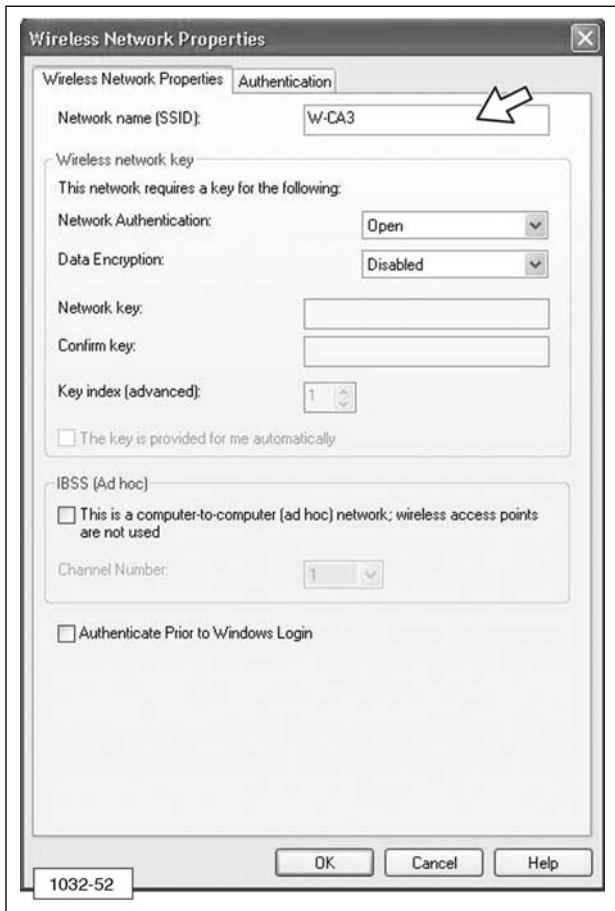 Wireless Network Properties
Wireless Network Properties Authentication
Network name (SSID): W-CA3
Wireless network key
This network requires a key for the following:
Network Authentication: Open
Data Encryption: Disabled
Network key:
Confirm key:
Key index (advanced): 1
The key is provided for me automatically
IBSS (Ad hoc)
This is a computer-to-computer (ad hoc) network; wireless access points
are not used
Channel Number: 1
Authenticate Prior to Windows Login
OK Cancel Help
1032-52